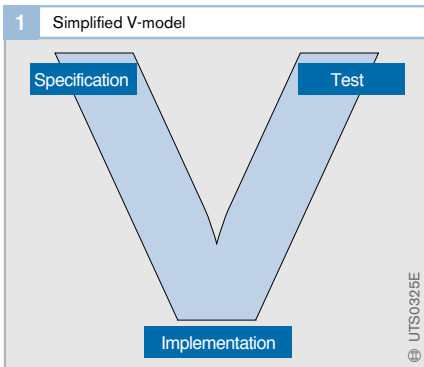 1 Simplified V-model
Specification
Test
Implementation
UTS0325E